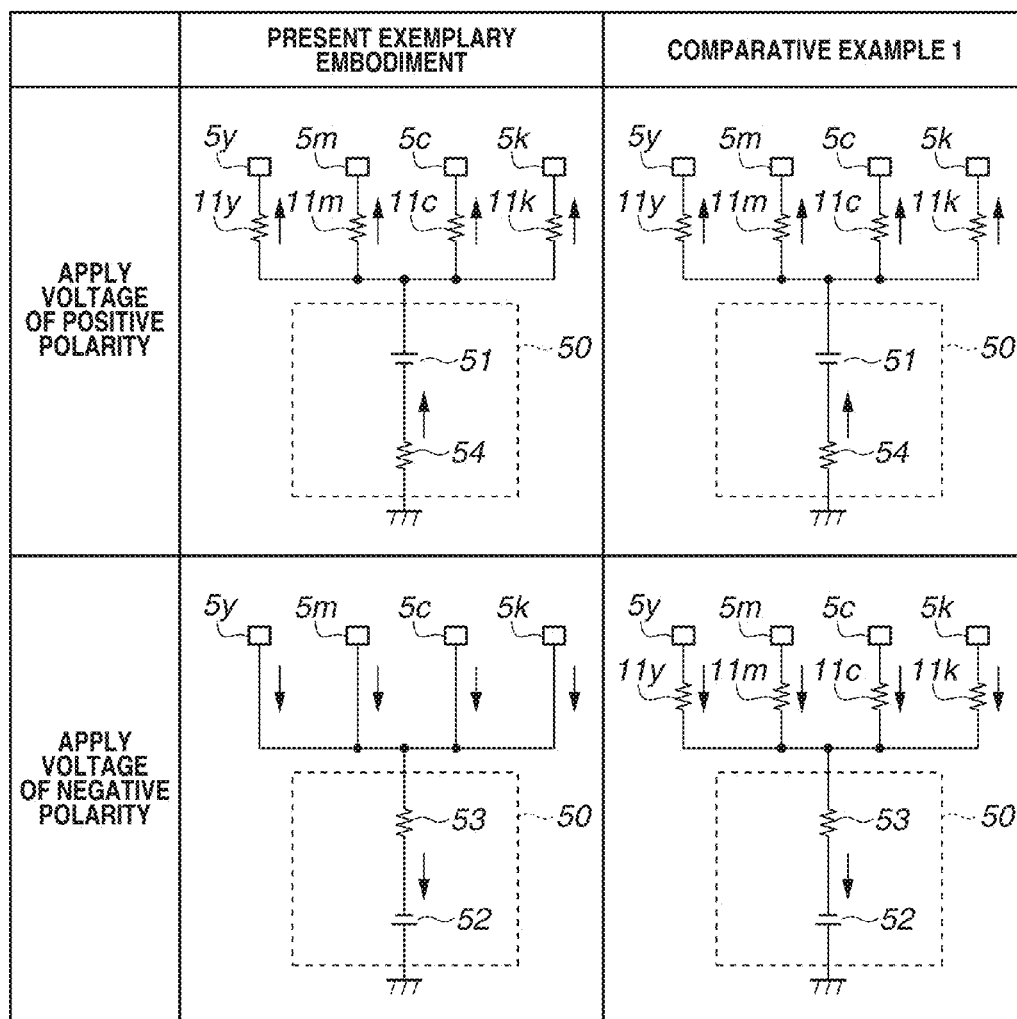 PRESENT EXEMPLARY
EMBODIMENT
COMPARATIVE EXAMPLE 1
APPLY
VOLTAGE
OF POSITIVE
POLARITY
5y 5m 5c 5k
11y 11m 11c 11k
50
51
54
5y 5m 5c 5k
11y 11m 11c 11k
50
51
54
APPLY
VOLTAGE
OF NEGATIVE
POLARITY
5y 5m 5c 5k
53
50
52
5y 5m 5c 5k
11y 11m 11c 11k
53
50
52